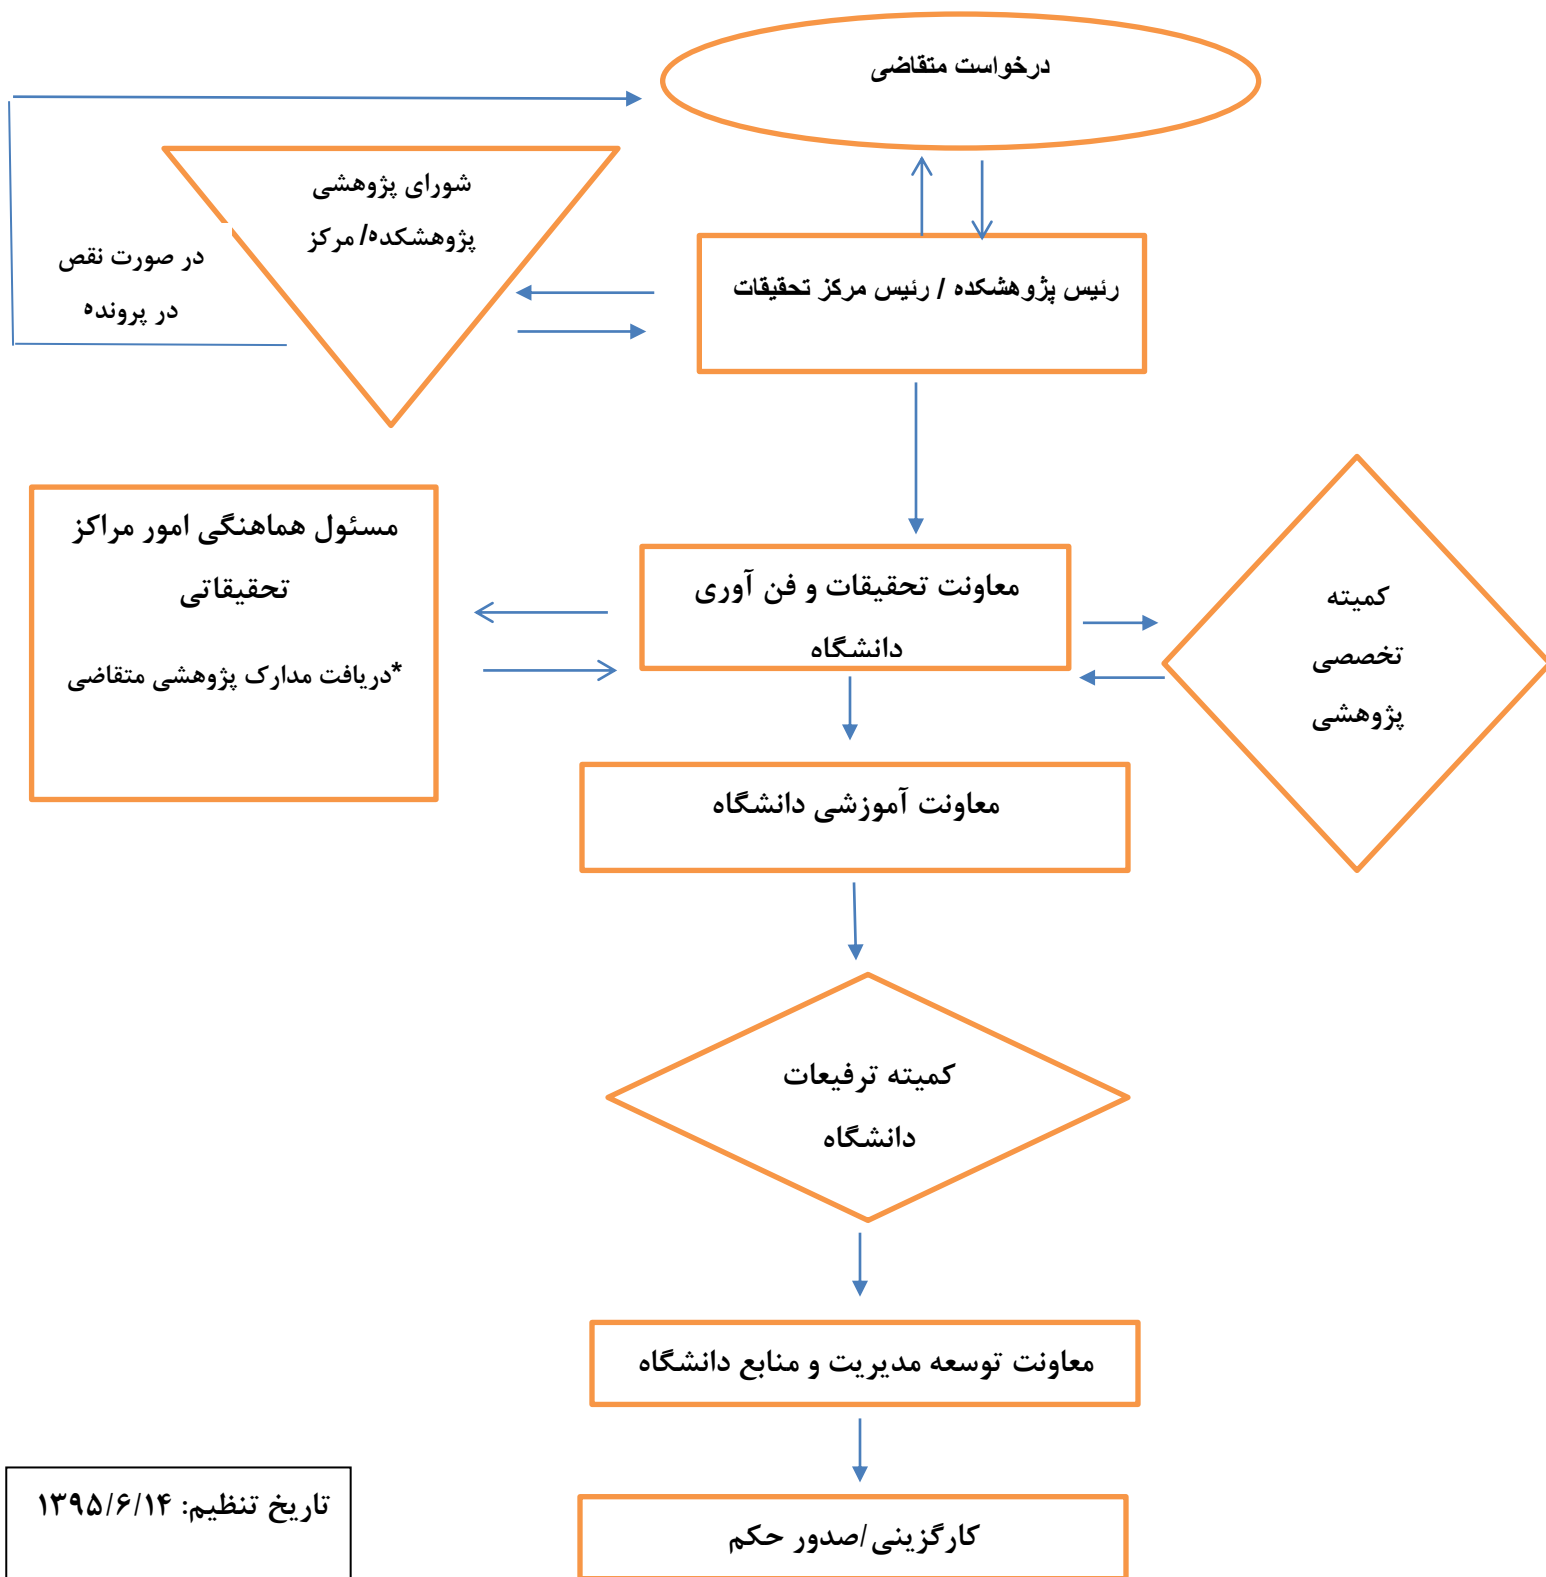 درخواست متقاضی
شورای پژوهشی
پژوهشکده/ مرکز
در صورت نقص
در پرونده
رئیس پژوهشکده / رئیس مرکز تحقیقات
مسئول هماهنگی امور مراکز
تحقیقاتی
*دریافت مدارک پژوهشی متقاضی
معاونت تحقیقات و فن آوری
دانشگاه
کمیته
تخصصی
پژوهشی
معاونت آموزشی دانشگاه
کمیته ترفیعات
دانشگاه
معاونت توسعه مدیریت و منابع دانشگاه
کارگزینی/صدور حکم
تاریخ تنظیم: ۱۳۹۵/۶/۱۴